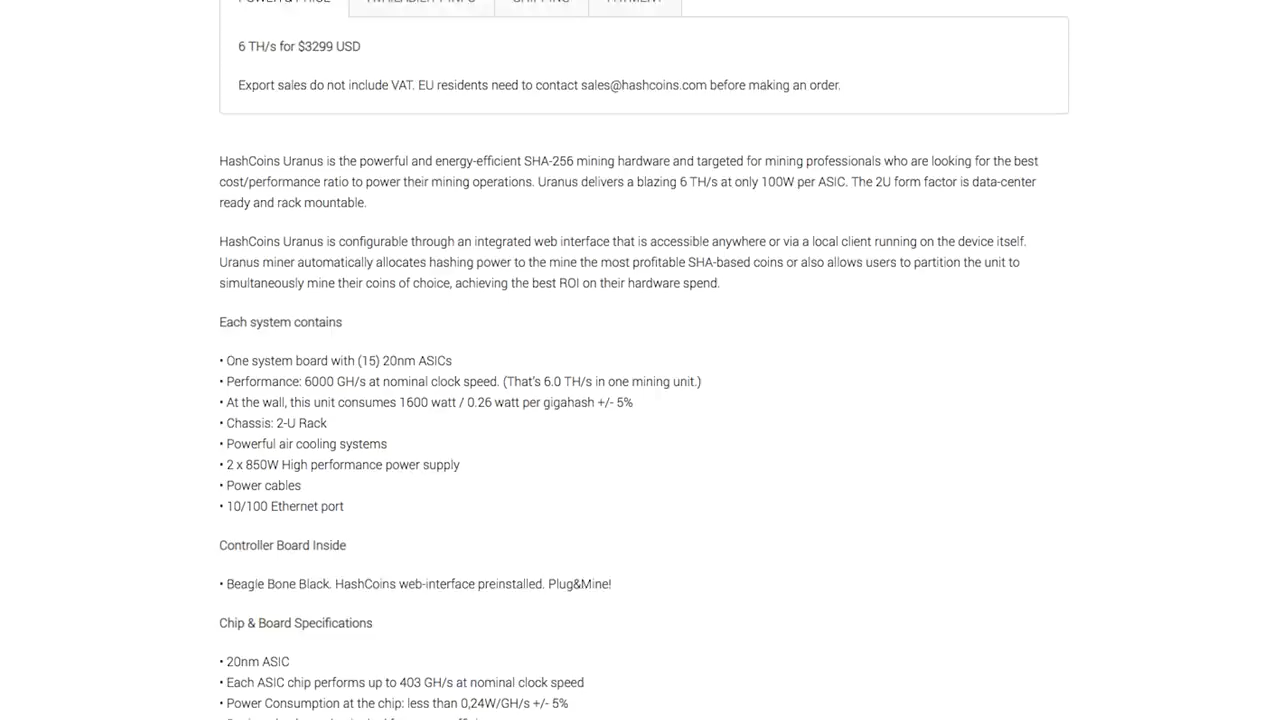 6 TH/s for $3299 USD
Export sales do not include VAT. EU residents need to contact sales@hashcoins.com before making an order.
HashCoins Uranus is the powerful and energy-efficient SHA-256 mining hardware and targeted for mining professionals who are looking for the best
cost/performance ratio to power their mining operations. Uranus delivers a blazing 6 TH/s at only 100W per ASIC. The 2U form factor is data-center
ready and rack mountable.
HashCoins Uranus is configurable through an integrated web interface that is accessible anywhere or via a local client running on the device itself.
Uranus miner automatically allocates hashing power to the mine the most profitable SHA-based coins or also allows users to partition the unit to
simultaneously mine their coins of choice, achieving the best ROI on their hardware spend.
Each system contains
• One system board with (15) 20nm ASICs
• Performance: 6000 GH/s at nominal clock speed. (That's 6.0 TH/s in one mining unit.)
• At the wall, this unit consumes 1600 watt / 0.26 watt per gigahash +/- 5%
• Chassis: 2-U Rack
• Powerful air cooling systems
• 2 x 850W High performance power supply
• Power cables
• 10/100 Ethernet port
Controller Board Inside
• Beagle Bone Black. HashCoins web-interface preinstalled. Plug&Mine!
Chip & Board Specifications
• 20nm ASIC
• Each ASIC chip performs up to 403 GH/s at nominal clock speed
• Power Consumption at the chip: less than 0,24W/GH/s +/- 5%